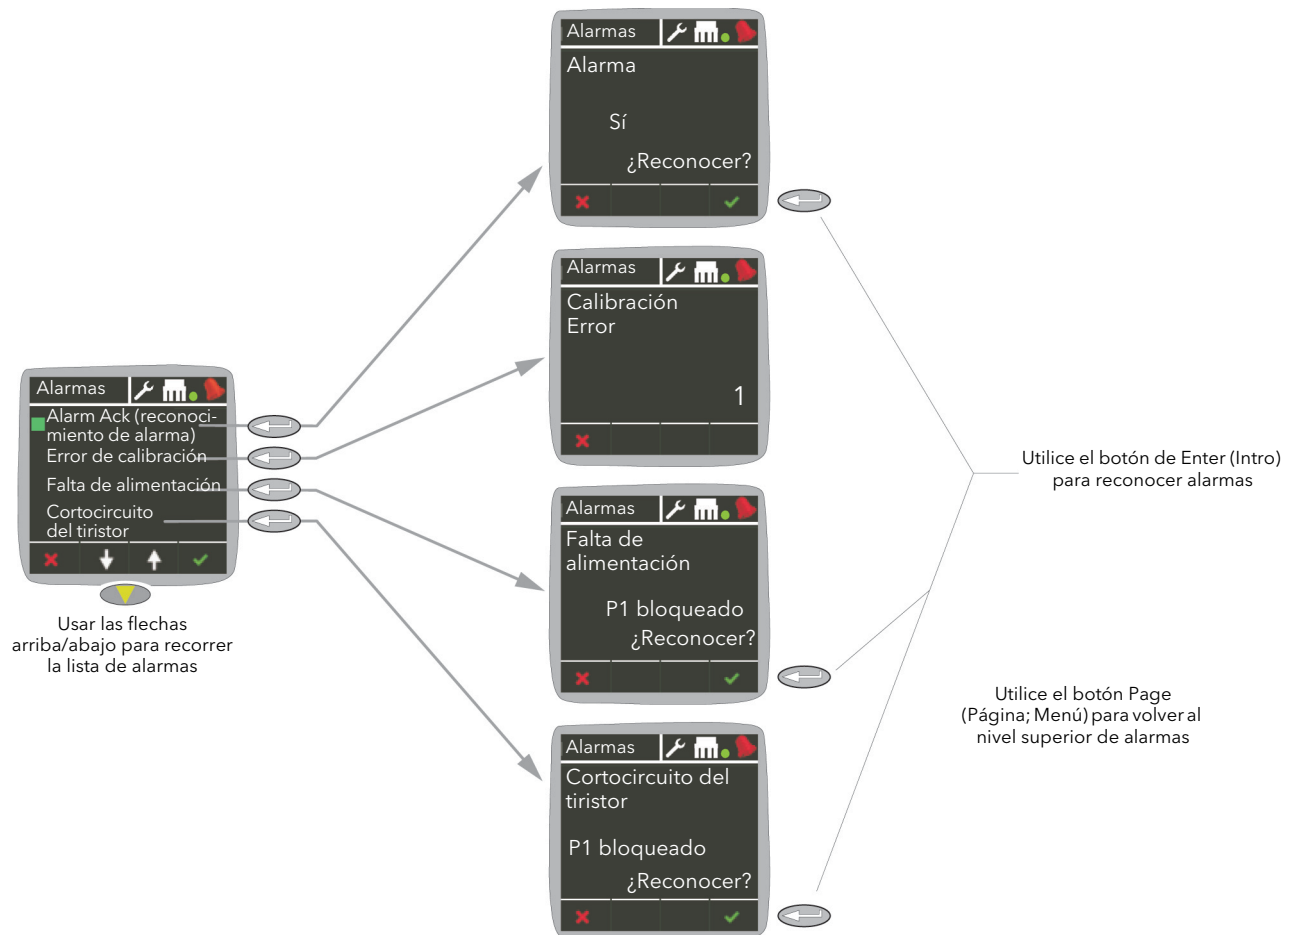 Alarmas
Alarma
Sí
¿Reconocer?
Alarmas
Calibración
Error
1
Alarmas
Alarm Ack (reconoci-
miento de alarma)
Error de calibración
Falta de alimentación
Cortocircuito
del tiristor
Usar las flechas
arriba/abajo para recorrer
la lista de alarmas
Alarmas
Falta de
alimentación
P1 bloqueado
¿Reconocer?
Alarmas
Cortocircuito del
tiristor
P1 bloqueado
¿Reconocer?
Utilice el botón de Enter (Intro)
para reconocer alarmas
Utilice el botón Page
(Página; Menú) para volver al
nivel superior de alarmas